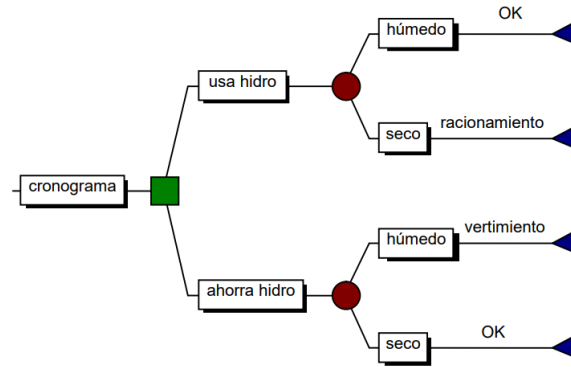 OK
húmedo
usa hidro
seco
racionamiento
cronograma
húmedo
vertimiento
ahorra hidro
seco
OK